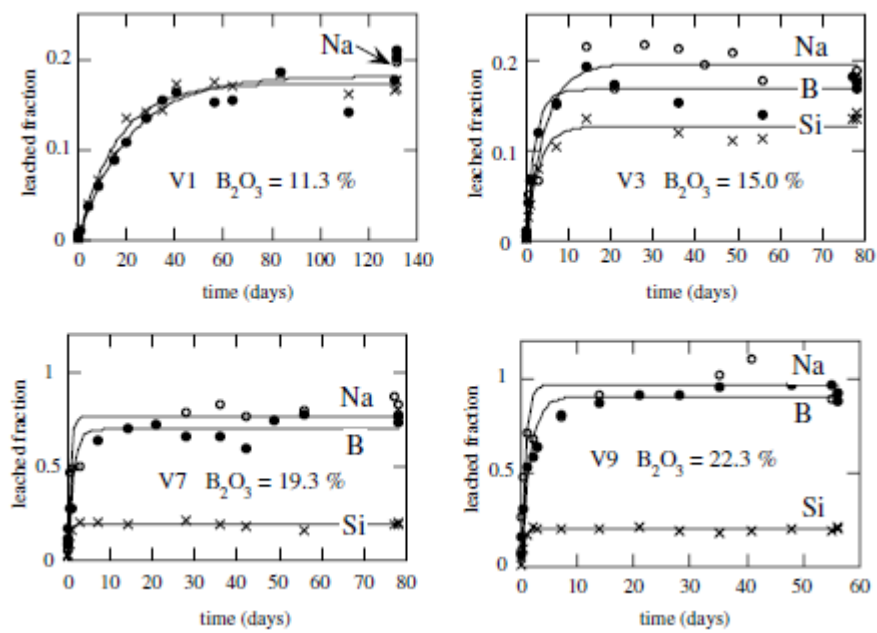 Na
0.2
0.1
0
leached fraction
V1 B₂O₃ = 11.3 %
0 20 40 60 80 100 120 140
time (days)
Na
B
Si
0.2
0.1
0
leached fraction
V3 B₂O₃ = 15.0 %
0 10 20 30 40 50 60 70 80
time (days)
Na
B
Si
1
0.5
0
leached fraction
V7 B₂O₃ = 19.3 %
0 10 20 30 40 50 60 70 80
time (days)
Na
B
Si
1
0.5
0
leached fraction
V9 B₂O₃ = 22.3 %
0 10 20 30 40 50 60
time (days)